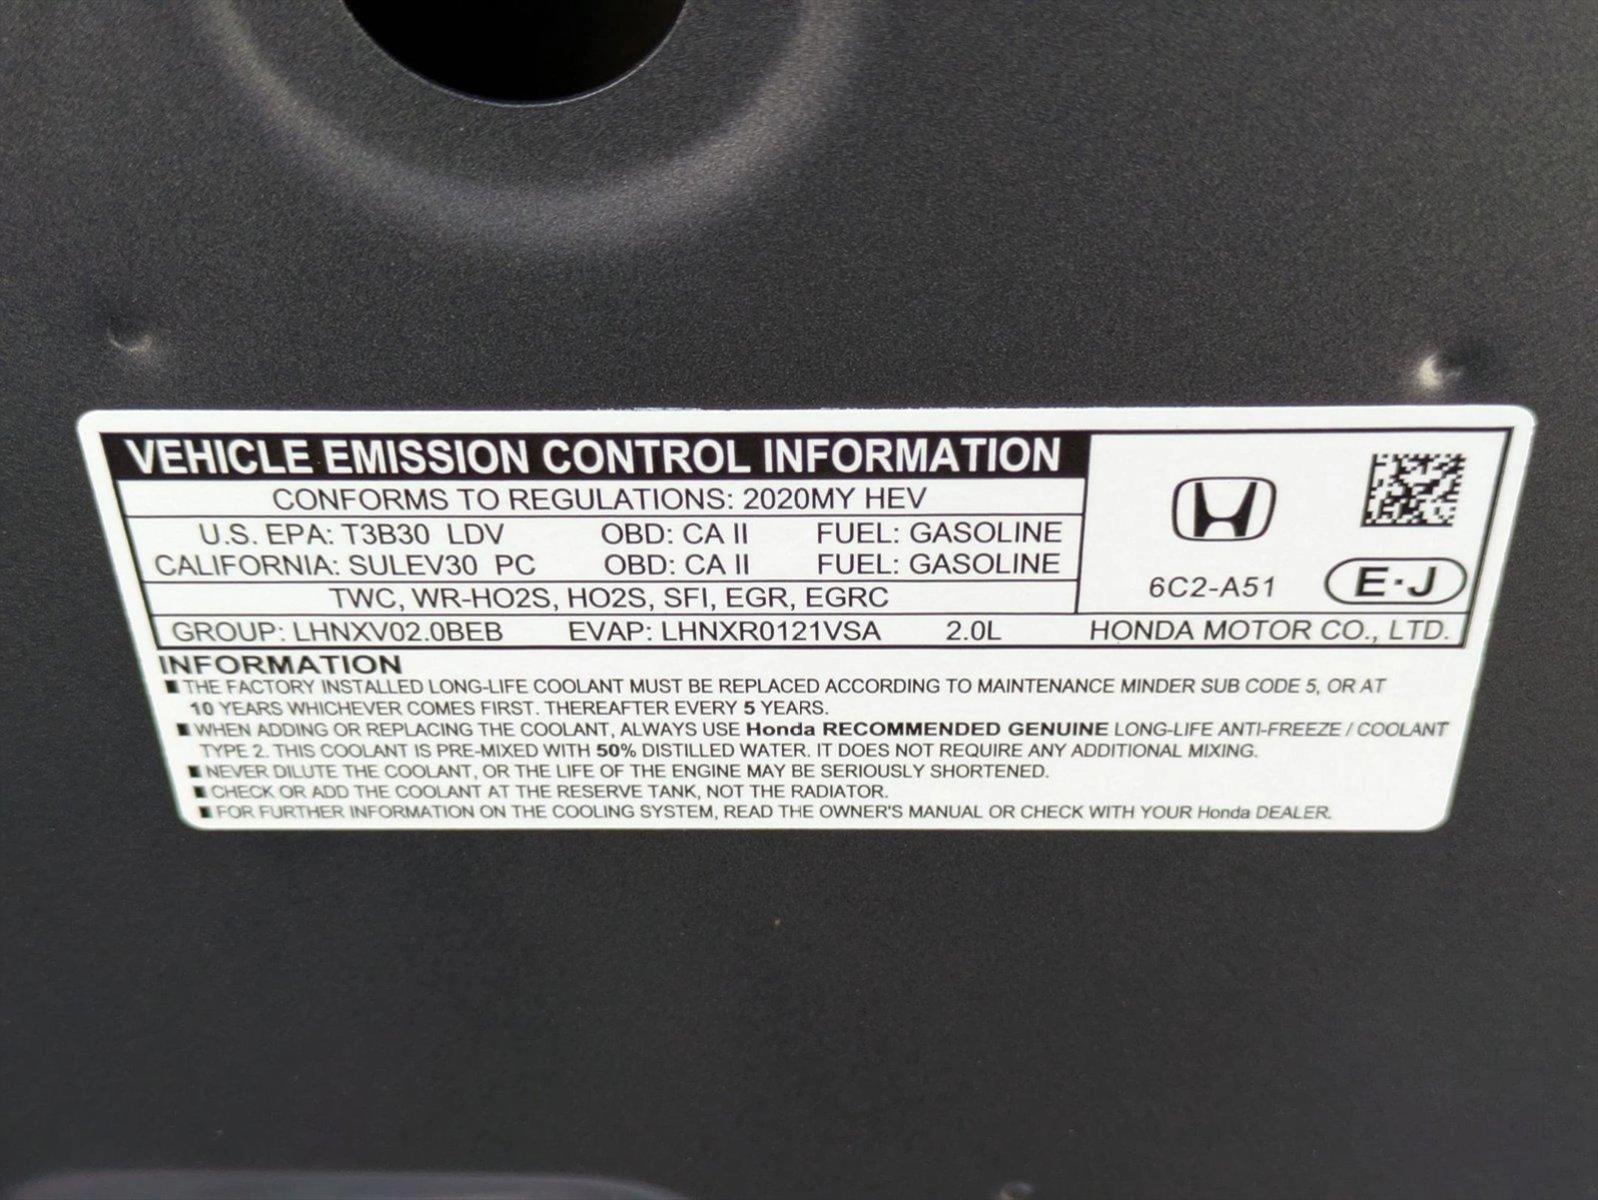 VEHICLE EMISSION CONTROL INFORMATION
CONFORMS TO REGULATIONS: 2020MY HEV
U.S. EPA: T3B30 LDV OBD: CA II FUEL: GASOLINE
CALIFORNIA: SULEV30 PC OBD: CA II FUEL: GASOLINE
TWC, WR-HO2S, HO2S, SFI, EGR, EGRC
6C2-A51 E·J
GROUP: LHNXV02.0BEB EVAP: LHNXR0121VSA 2.0L HONDA MOTOR CO., LTD.
INFORMATION
■ THE FACTORY INSTALLED LONG-LIFE COOLANT MUST BE REPLACED ACCORDING TO MAINTENANCE MINDER SUB CODE 5, OR AT
10 YEARS WHICHEVER COMES FIRST. THEREAFTER EVERY 5 YEARS.
■ WHEN ADDING OR REPLACING THE COOLANT, ALWAYS USE Honda RECOMMENDED GENUINE LONG-LIFE ANTI-FREEZE / COOLANT
TYPE 2. THIS COOLANT IS PRE-MIXED WITH 50% DISTILLED WATER. IT DOES NOT REQUIRE ANY ADDITIONAL MIXING.
■ NEVER DILUTE THE COOLANT, OR THE LIFE OF THE ENGINE MAY BE SERIOUSLY SHORTENED.
■ CHECK OR ADD THE COOLANT AT THE RESERVE TANK, NOT THE RADIATOR.
■ FOR FURTHER INFORMATION ON THE COOLING SYSTEM, READ THE OWNER'S MANUAL OR CHECK WITH YOUR Honda DEALER.